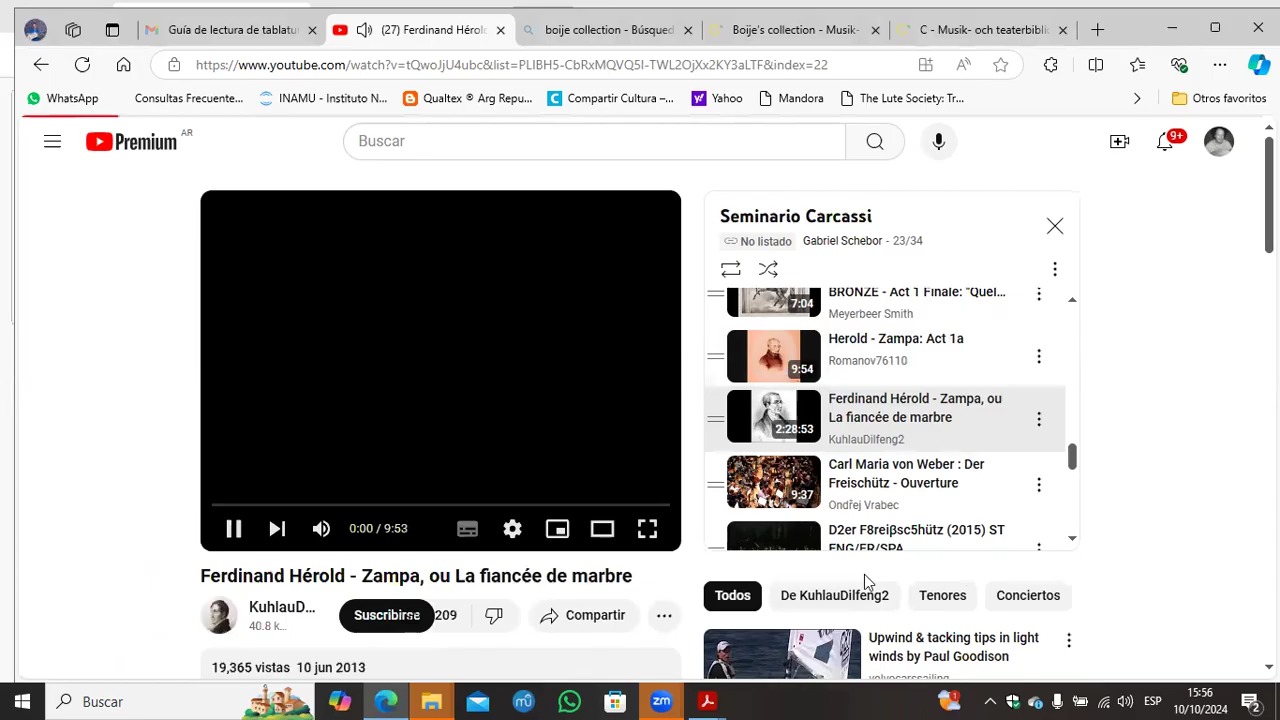 Guía de lectura de tablatur
(27) Ferdinand Hérolc
boije collection - Búsqued
Boije's collection - Musik-
C - Musik- och teaterbibli
https://www.youtube.com/watch?v=tQwoJjU4ubc&list=PLIBH5-CbRxMQVQ5I-TWL2OjXx2KY3aLTF&index=22
WhatsApp
Consultas Frecuente...
INAMU - Instituto N...
Qualtex ® Arg Repu...
Compartir Cultura –...
Yahoo
Mandora
The Lute Society: Tr...
Otros favoritos
Premium AR
Buscar
9+
Seminario Carcassi
No listado
Gabriel Schebor - 23/34
BRONZE - Act 1 Finale: "Quel...
7:04
Meyerbeer Smith
Herold - Zampa: Act 1a
Romanov76110
9:54
Ferdinand Hérold - Zampa, ou
La fiancée de marbre
2:28:53
KuhlauDilfeng2
Carl Maria von Weber : Der
Freischütz - Ouverture
9:37
Ondřej Vrabec
D2er F8reiβsc5hütz (2015) ST
ENG/FR/SPA
0:00 / 9:53
Ferdinand Hérold - Zampa, ou La fiancée de marbre
KuhlauD...
40.8 k...
Suscribirse
209
Compartir
19,365 vistas 10 jun 2013
Todos
De KuhlauDilfeng2
Tenores
Conciertos
Upwind & tacking tips in light
winds by Paul Goodison
volvocarssailing
Buscar
zm
1
ESP
15:56
10/10/2024
2